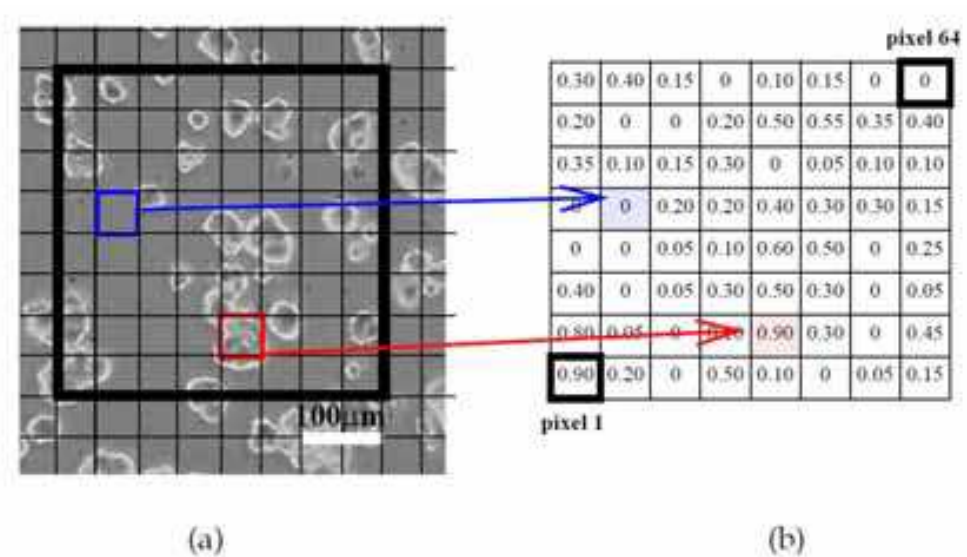 pixel 64
0.30 0.40 0.15 0 0.10 0.15 0 0
0.20 0 0 0.20 0.50 0.55 0.35 0.40
0.35 0.10 0.15 0.30 0 0.05 0.10 0.10
0 0.20 0.20 0.40 0.30 0.30 0.15
0 0 0.05 0.10 0.60 0.50 0 0.25
0.40 0 0.05 0.30 0.50 0.30 0 0.05
0.80 0.05 0 0.90 0.30 0 0.45
0.90 0.20 0 0.50 0.10 0 0.05 0.15
pixel 1
100μm
(a) (b)